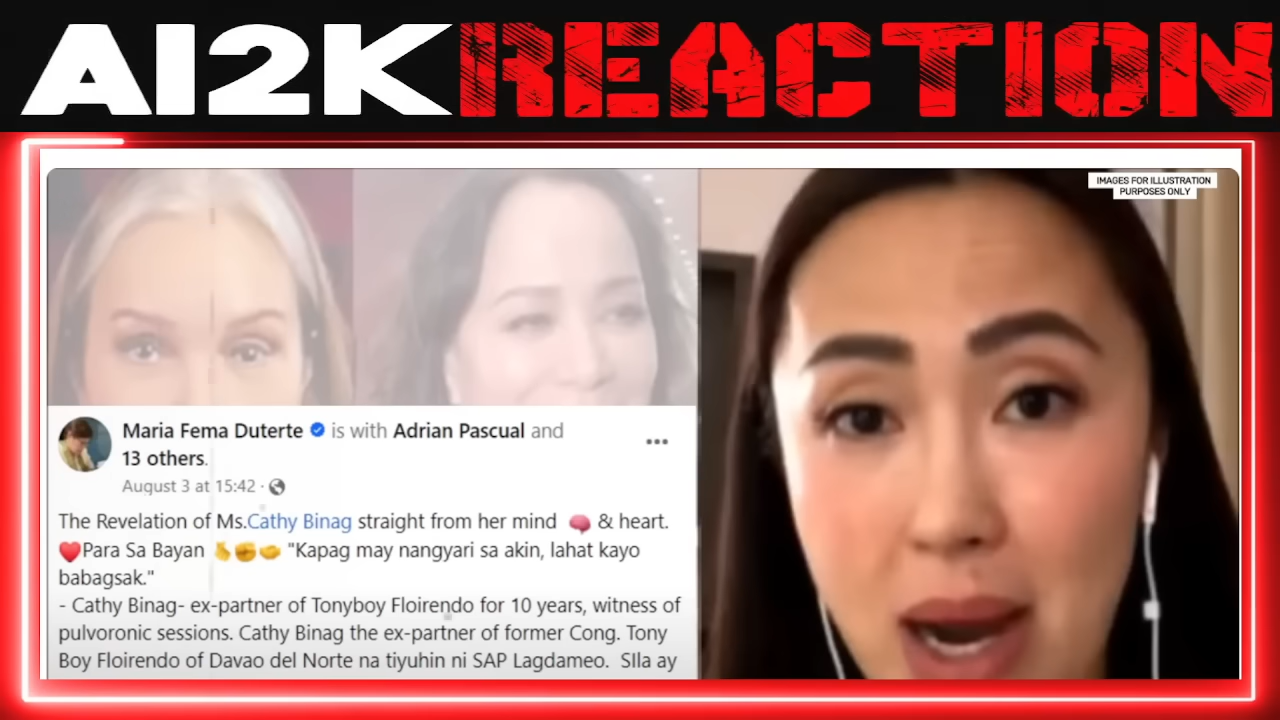 AI2KREACTION
IMAGES FOR ILLUSTRATION
PURPOSES ONLY
Maria Fema Duterte is with Adrian Pascual and
13 others.
August 3 at 15:42 ·
The Revelation of Ms.Cathy Binag straight from her mind 🧠 & heart.
❤️Para Sa Bayan 🫰✊🤝 "Kapag may nangyari sa akin, lahat kayo
babagsak."
- Cathy Binag- ex-partner of Tonyboy Floirendo for 10 years, witness of
pulvoronic sessions. Cathy Binag the ex-partner of former Cong. Tony
Boy Floirendo of Davao del Norte na tiyuhin ni SAP Lagdameo. SIla ay